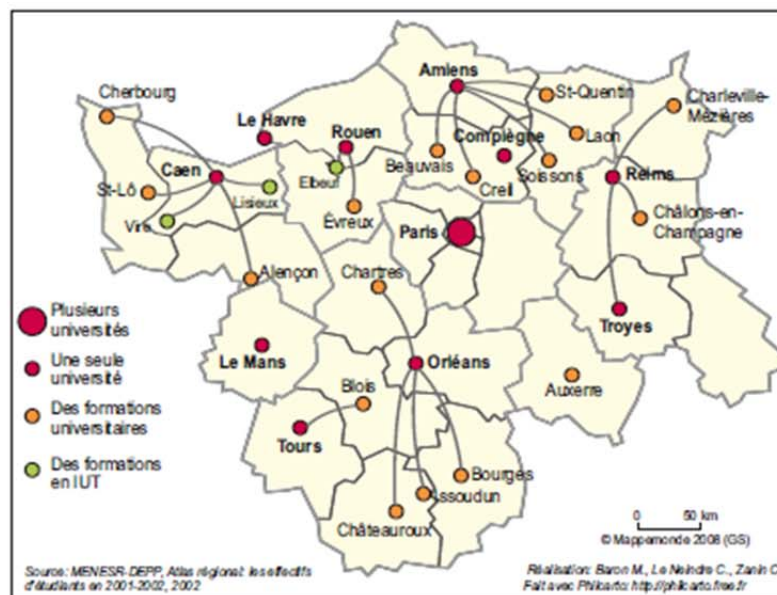 Cherbourg
Le Havre
Rouen
Amiens
St-Quentin
Charleville-
Mézières
Compiègne
Laon
Caen
Elbeuf
Beauvais
Creil
Soissons
Reims
St-Lô
Lisieux
Vire
Évreux
Paris
Châlons-en-
Champagne
Alençon
Chartres
Troyes
Plusieurs
universités
Le Mans
Orléans
Une seule
université
Blois
Auxerre
Des formations
universitaires
Tours
Bourges
Des formations
en IUT
Issoudun
Châteauroux
0 50 km
© Mappemonde 2008 (GS)
Source: MENESR-DEPP, Atlas régional: les effectifs
d'étudiants en 2001-2002, 2002
Réalisation: Baron M., Le Neindre C., Zanin C.
Fait avec Philcarto: http://philcarto.free.fr